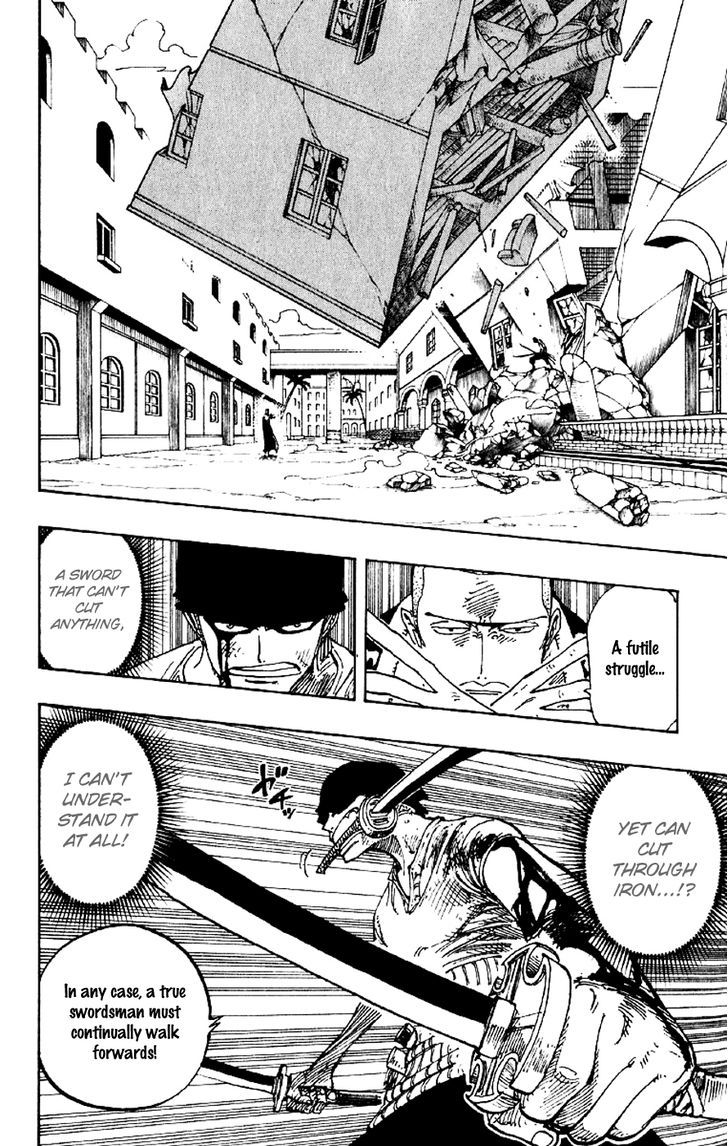 A futile
struggle...
A SWORD
THAT CAN'T
CUT
ANYTHING,
YET CAN
CUT
THROUGH
IRON...!?
I CAN'T
UNDER-
STAND IT
AT ALL!
In any case, a true
swordsman must
continually walk
forwards!